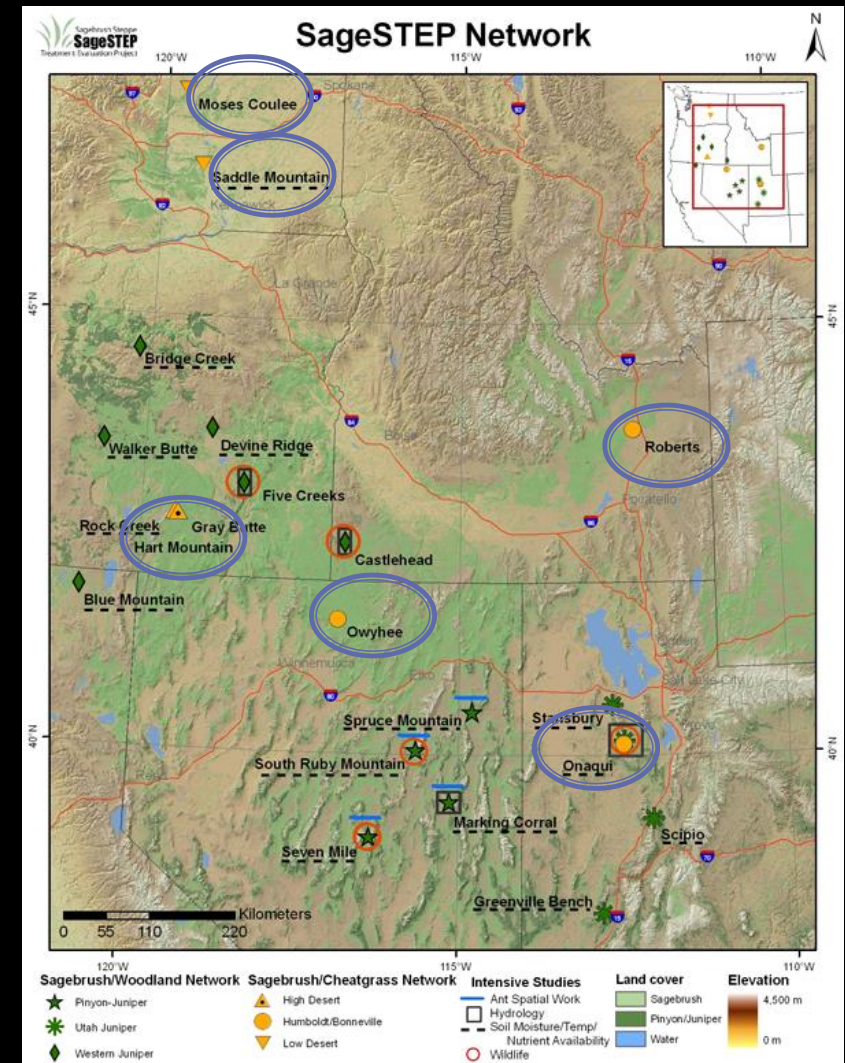 Sagebrush Steppe
SageSTEP
Treatment Evaluation Project
SageSTEP Network
N
120°W
115°W
110°W
Spokane
Moses Coulee
Saddle Mountain
Kennewick
La Grande
45°N
45°N
Bridge Creek
Walker Butte
Devine Ridge
Five Creeks
Rock Creek
Gray Butte
Hart Mountain
Boise
Roberts
Pocatello
Castlehead
Blue Mountain
Owyhee
Winnemucca
Elko
Ogden
Salt Lake City
Spruce Mountain
Stansbury
Provo
40°N
40°N
South Ruby Mountain
Onaqui
Reno
Marking Corral
Scipio
Seven Mile
Greenville Bench
Kilometers
0 55 110 220
120°W
115°W
110°W
Sagebrush/Woodland Network
Pinyon-Juniper
Utah Juniper
Western Juniper
Sagebrush/Cheatgrass Network
High Desert
Humboldt/Bonneville
Low Desert
Intensive Studies
Ant Spatial Work
Hydrology
Soil Moisture/Temp/
Nutrient Availability
Wildlife
Land cover
Sagebrush
Pinyon/Juniper
Water
Elevation
4,500 m
0 m